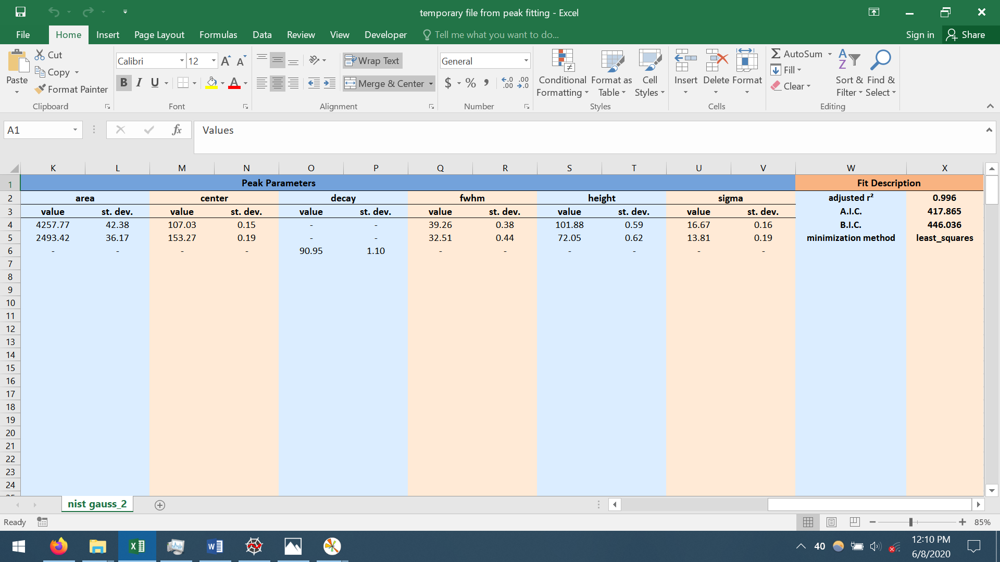 temporary file from peak fitting - Excel
File Home Insert Page Layout Formulas Data Review View Developer Tell me what you want to do... Sign in Share
Paste
Cut
Copy
Format Painter
Clipboard
Calibri 12
B I U A
Font
Wrap Text
Merge & Center
Alignment
General
$ % , .00 .00
Number
Conditional Formatting
Format as Table
Cell Styles
Styles
Insert Delete Format
Cells
AutoSum
Fill
Clear
Sort & Filter
Find & Select
Editing
A1 fx Values
K L M N O P Q R S T U V W X
1 Peak Parameters Fit Description
2 area center decay fwhm height sigma adjusted r² 0.996
3 value st. dev. value st. dev. value st. dev. value st. dev. value st. dev. value st. dev. A.I.C. 417.865
4 4257.77 42.38 107.03 0.15 - - 39.26 0.38 101.88 0.59 16.67 0.16 B.I.C. 446.036
5 2493.42 36.17 153.27 0.19 - - 32.51 0.44 72.05 0.62 13.81 0.19 minimization method least_squares
6 - - - - 90.95 1.10 - - - - - -
7
8
9
10
11
12
13
14
15
16
17
18
19
20
21
22
23
24
nist gauss_2
Ready 85%
40 12:10 PM
6/8/2020